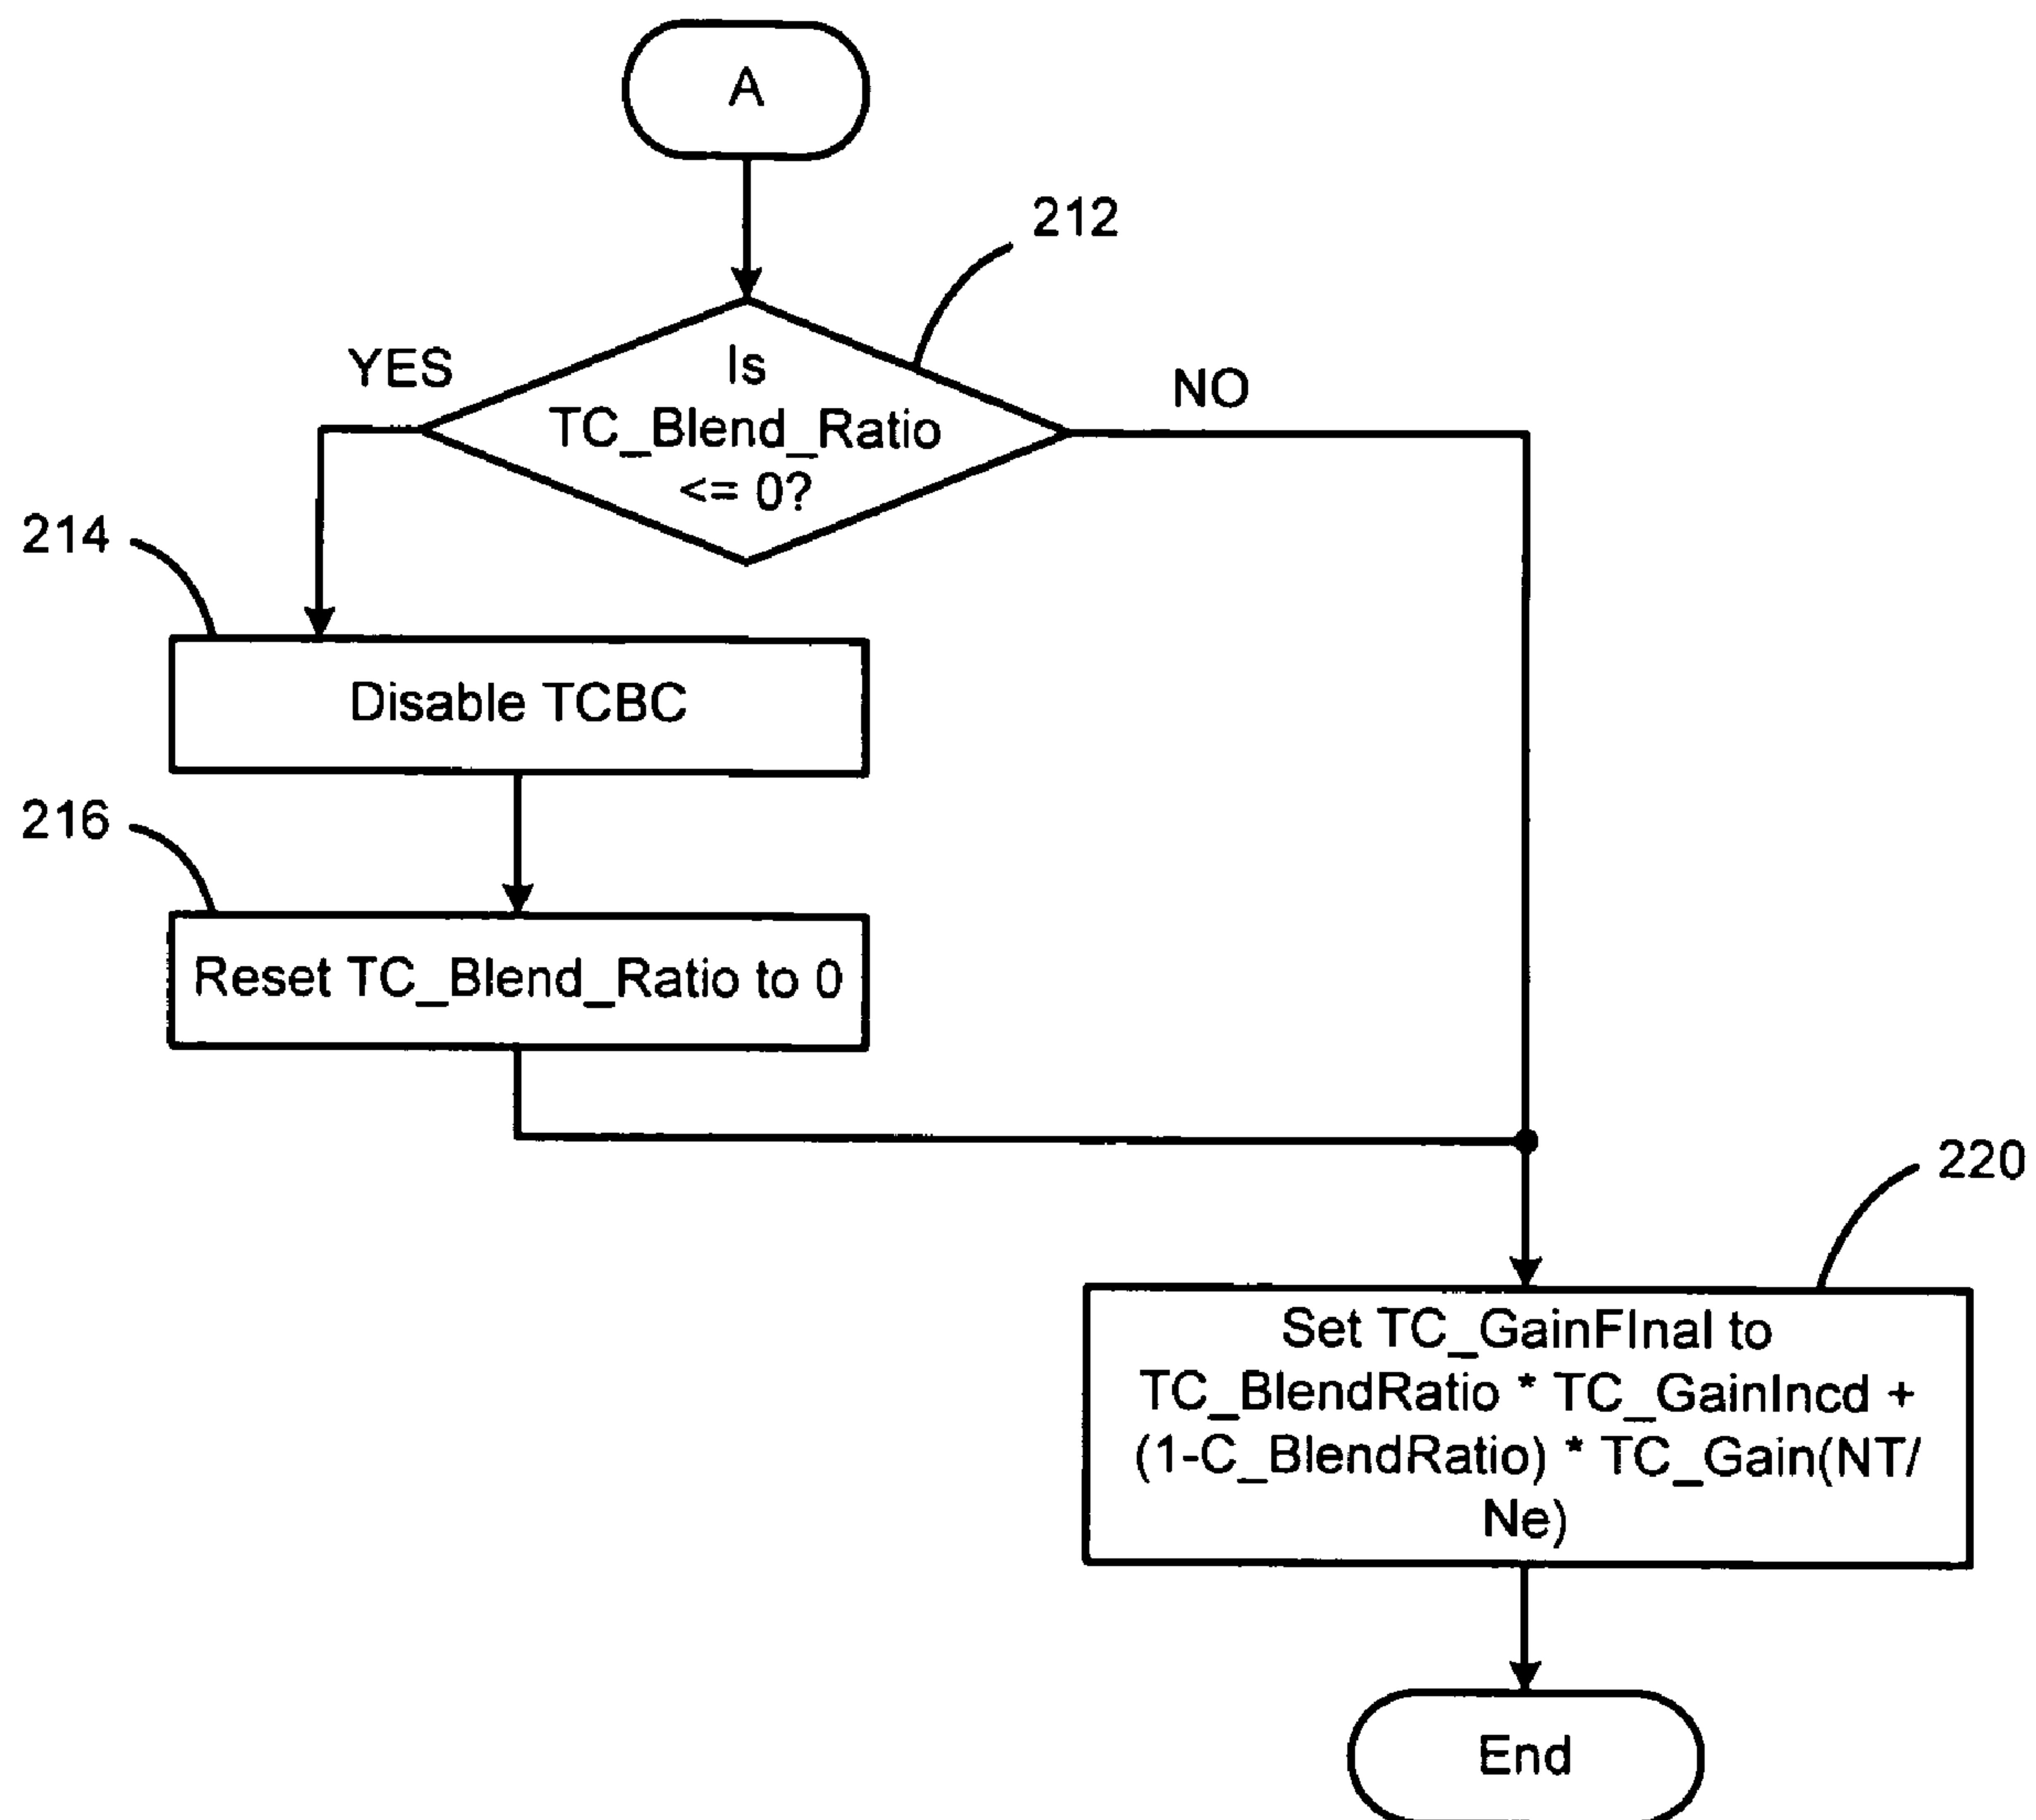 A
212
YES
Is
TC_Blend_Ratio
<= 0?
NO
214
Disable TCBC
216
Reset TC_Blend_Ratio to 0
220
Set TC_GainFInal to
TC_BlendRatio * TC_GainIncd +
(1-C_BlendRatio) * TC_Gain(NT/
Ne)
End